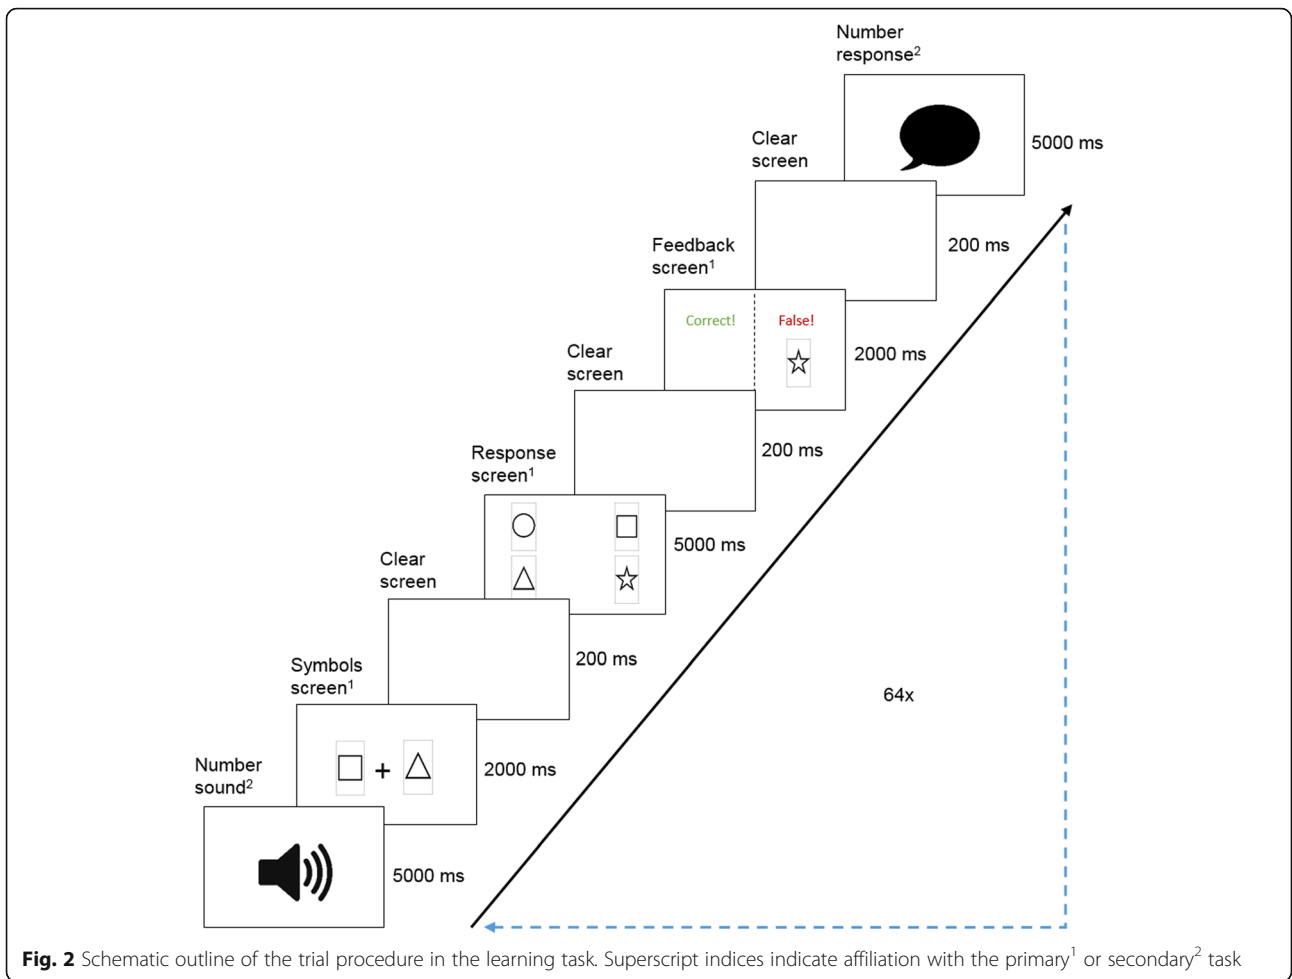 Number
response²
5000 ms
Clear
screen
200 ms
Feedback
screen¹
Correct!
False!
2000 ms
Clear
screen
200 ms
Response
screen¹
5000 ms
Clear
screen
200 ms
64x
Symbols
screen¹
+
2000 ms
Number
sound²
5000 ms
Fig. 2 Schematic outline of the trial procedure in the learning task. Superscript indices indicate affiliation with the primary¹ or secondary² task